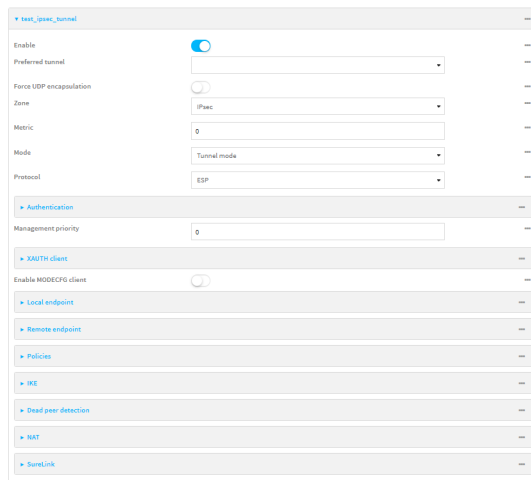 test_ipsec_tunnel
Enable
Preferred tunnel
Force UDP encapsulation
Zone
IPsec
Metric
0
Mode
Tunnel mode
Protocol
ESP
Authentication
Management priority
0
XAUTH client
Enable MODECFG client
Local endpoint
Remote endpoint
Policies
IKE
Dead peer detection
NAT
SureLink